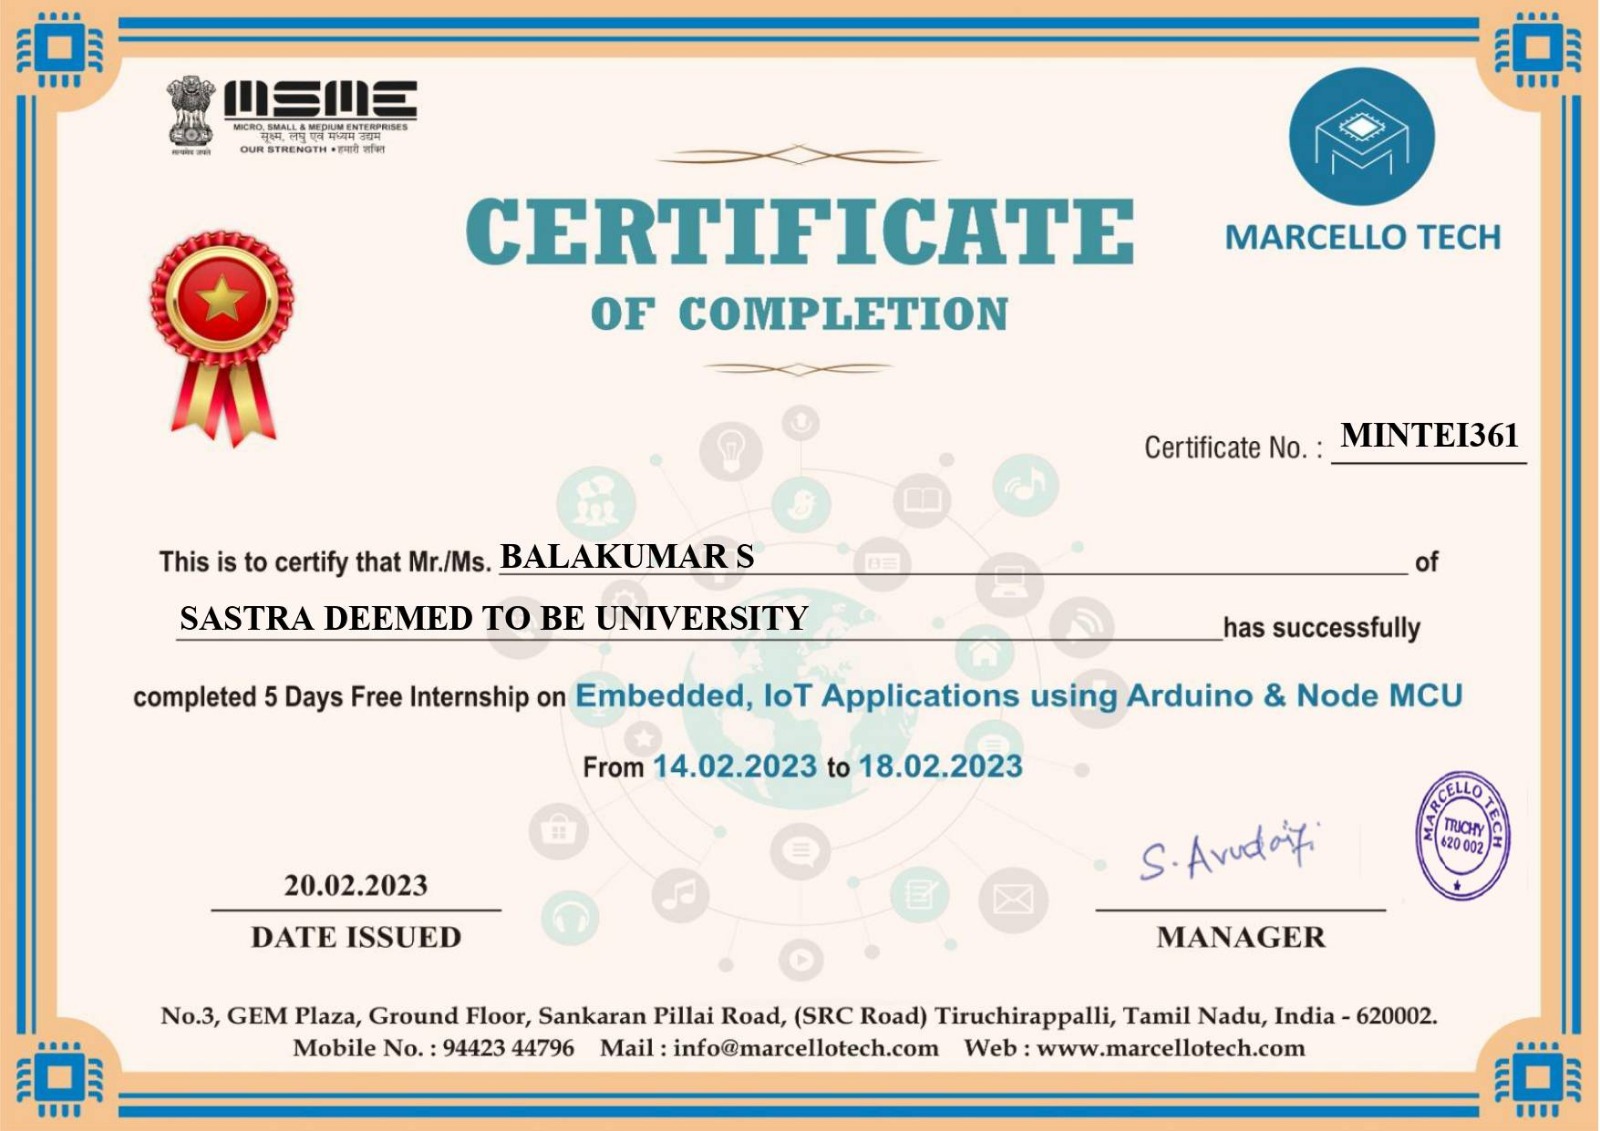 MSME
MICRO, SMALL & MEDIUM ENTERPRISES
सूक्ष्म, लघु एवं मध्यम उद्यम
OUR STRENGTH • हमारी शक्ति
सत्यमेव जयते
MARCELLO TECH
CERTIFICATE
OF COMPLETION
Certificate No. : MINTEI361
This is to certify that Mr./Ms. BALAKUMAR S of
SASTRA DEEMED TO BE UNIVERSITY has successfully
completed 5 Days Free Internship on Embedded, IoT Applications using Arduino & Node MCU
From 14.02.2023 to 18.02.2023
S. Avudai
MARCELLO TECH
TRICHY
620 002
20.02.2023
DATE ISSUED
MANAGER
No.3, GEM Plaza, Ground Floor, Sankaran Pillai Road, (SRC Road) Tiruchirappalli, Tamil Nadu, India - 620002.
Mobile No. : 94423 44796 Mail : info@marcellotech.com Web : www.marcellotech.com